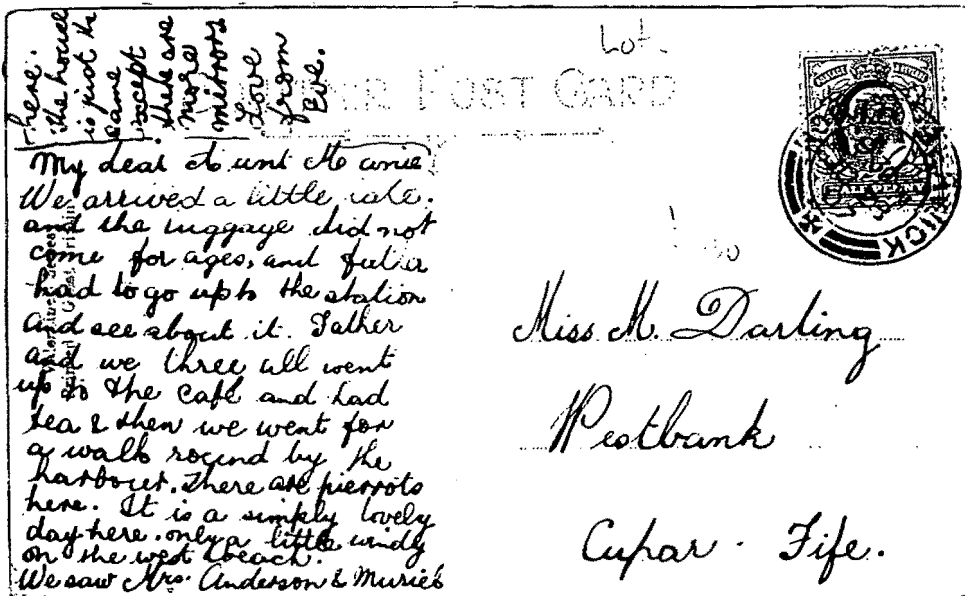 My dear Aunt Annie
We arrived a little late.
and the luggage did not
come for ages, and father
had to go up to the station
and see about it. Father
and we three all went
up to the café and had
tea & then we went for
a walk round by the
harbour. There are pierrots
here. It is a simply lovely
day here. only a little windy
on the west beach.
We saw Mrs. Anderson & Muriel
here.
The house
is just the
same
except
there are
more
mirrors
Love
from
Eve.
POST CARD
Miss M. Darling
Westbank
Cupar. Fife.